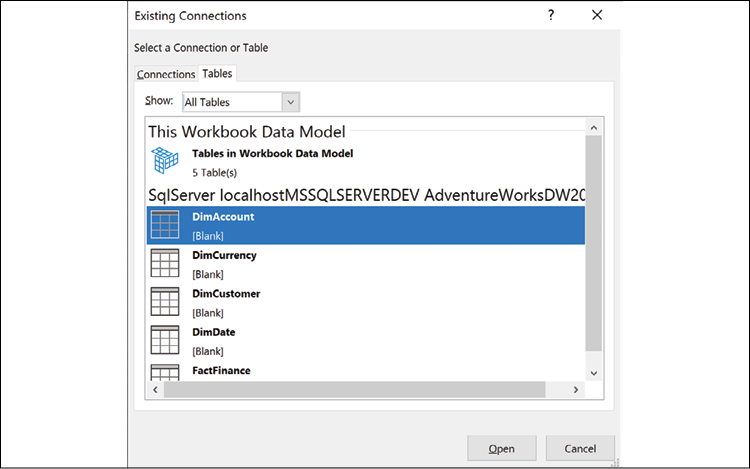 Existing Connections
?
Select a Connection or Table
Connections Tables
Show: All Tables
This Workbook Data Model
Tables in Workbook Data Model
5 Table(s)
SqlServer localhostMSSQLSERVERDEV AdventureWorksDW20
DimAccount
[Blank]
DimCurrency
[Blank]
DimCustomer
[Blank]
DimDate
[Blank]
FactFinance
Open Cancel